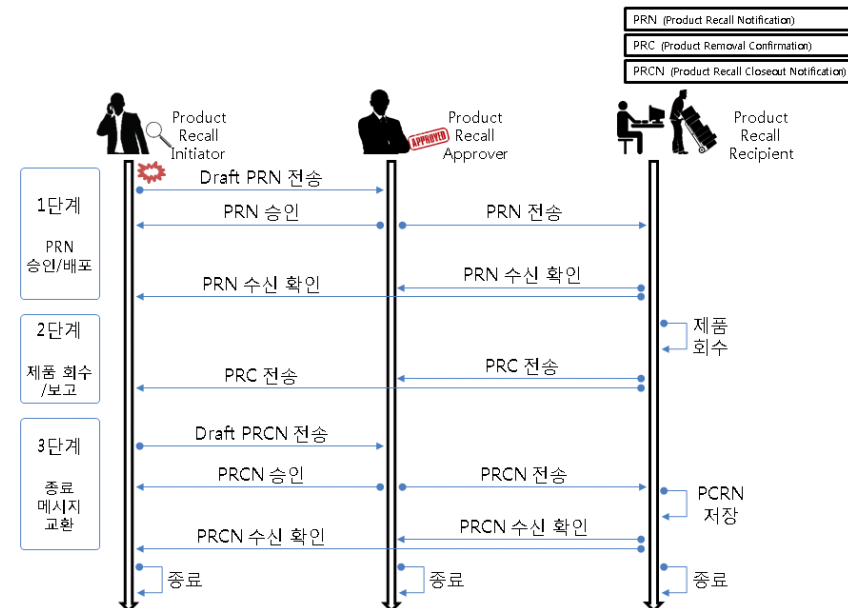 PRN (Product Recall Notification)
PRC (Product Removal Confirmation)
PRCN (Product Recall Closeout Notification)
Product
Recall
Initiator
APPROVED
Product
Recall
Approver
Product
Recall
Recipient
1단계
PRN
승인/배포
Draft PRN 전송
PRN 승인
PRN 전송
PRN 수신 확인
PRN 수신 확인
2단계
제품 회수
/보고
제품
회수
PRC 전송
PRC 전송
3단계
종료
메시지
교환
Draft PRCN 전송
PRCN 승인
PRCN 전송
PCRN
저장
PRCN 수신 확인
PRCN 수신 확인
종료
종료
종료